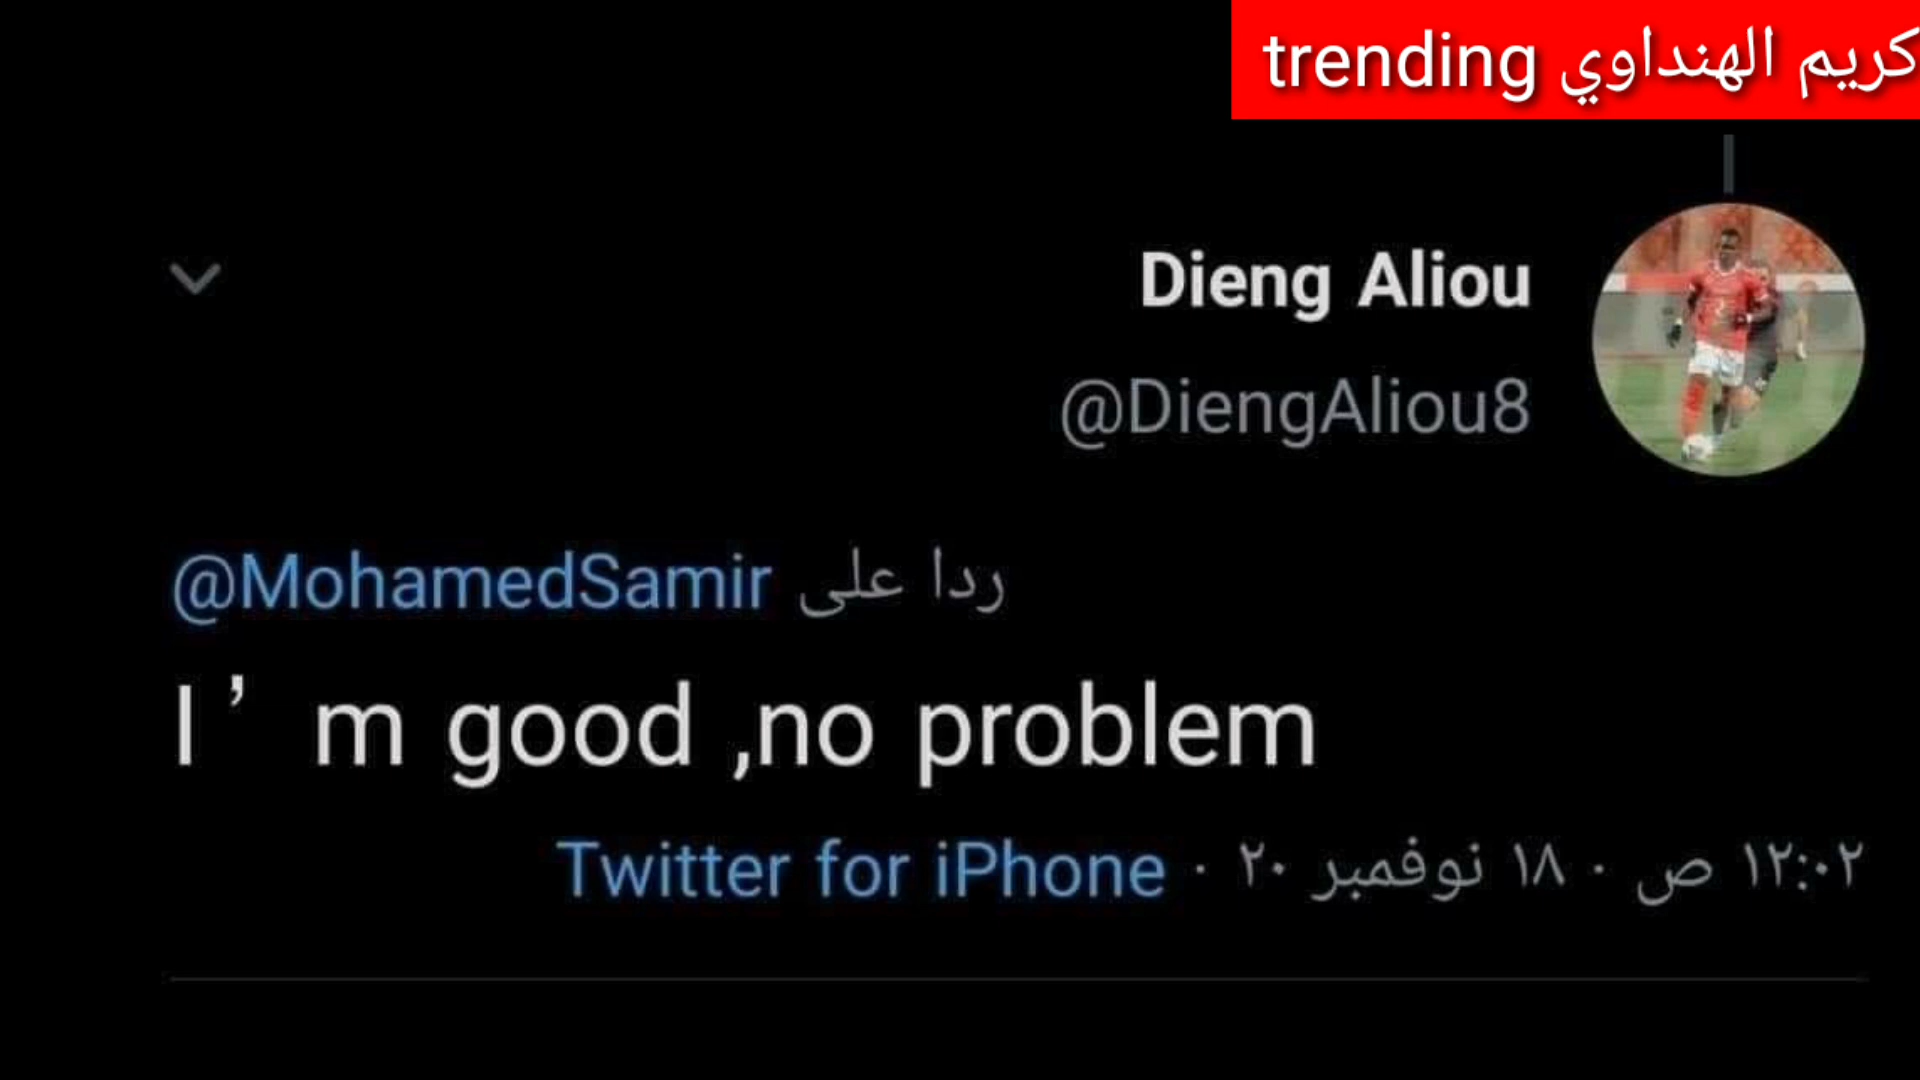 كريم الهنداوي trending
Dieng Aliou
@DiengAliou8
ردا على @MohamedSamir
I’ m good ,no problem
١٢:٠٢ ص · ١٨ نوفمبر ٢٠ · Twitter for iPhone